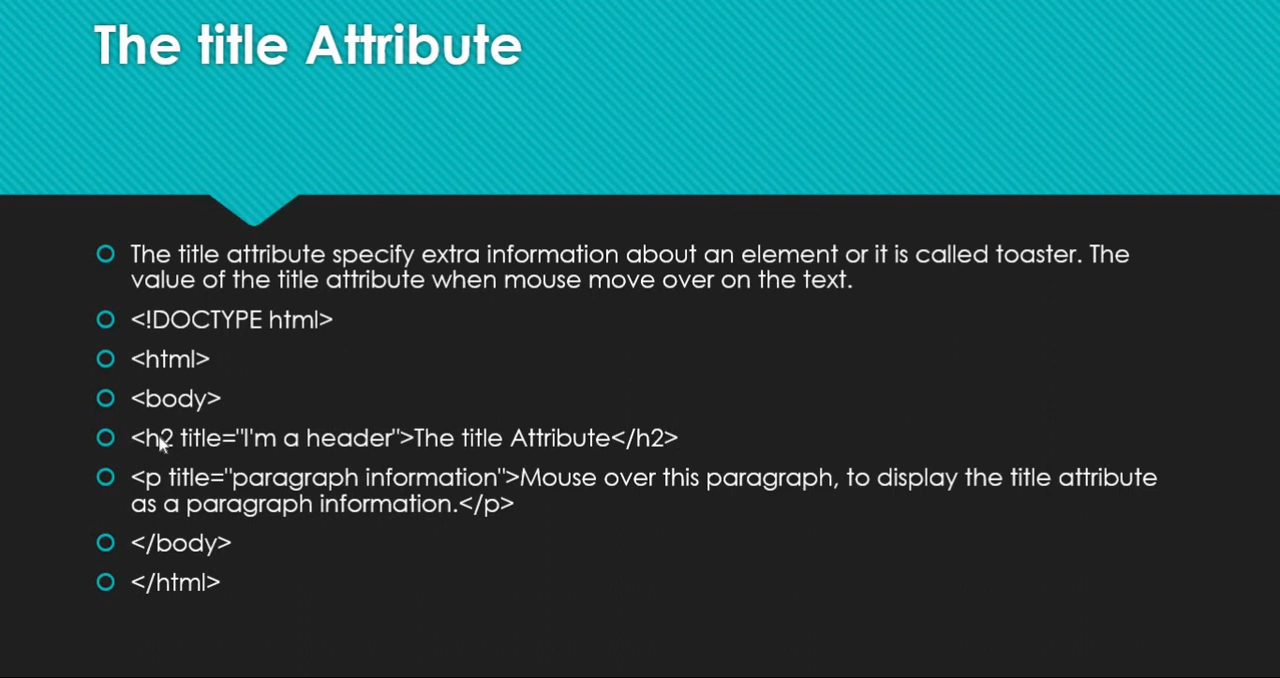 The title Attribute
The title attribute specify extra information about an element or it is called toaster. The
value of the title attribute when mouse move over on the text.
<!DOCTYPE html>
<html>
<body>
<h2 title="I'm a header">The title Attribute</h2>
<p title="paragraph information">Mouse over this paragraph, to display the title attribute
as a paragraph information.</p>
</body>
</html>